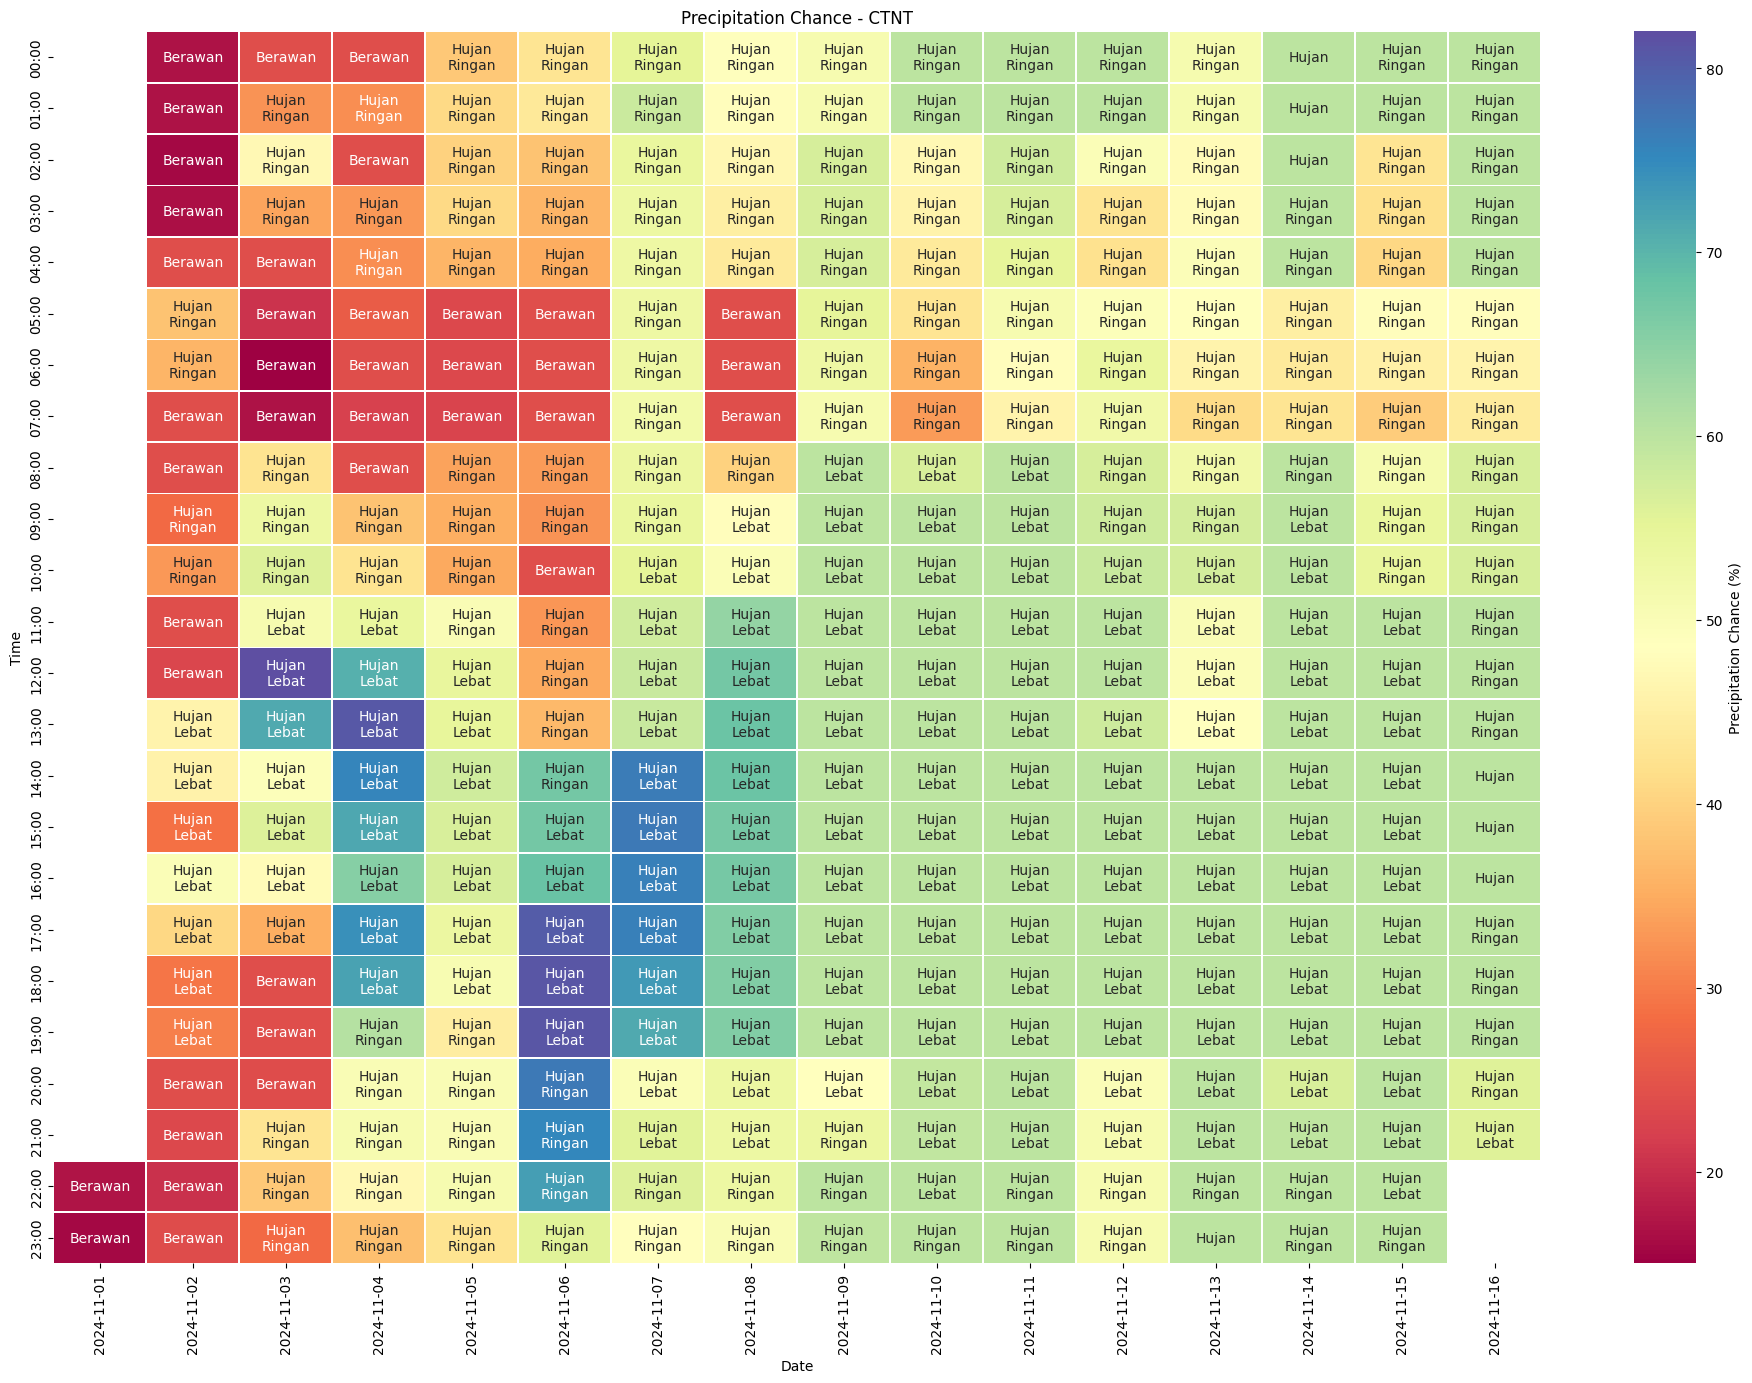 Precipitation Chance - CTNT
00:00 Berawan Berawan Berawan Hujan Ringan Hujan Ringan Hujan Ringan Hujan Ringan Hujan Ringan Hujan Ringan Hujan Ringan Hujan Ringan Hujan Ringan Hujan Hujan Ringan Hujan Ringan
01:00 Berawan Hujan Ringan Hujan Ringan Hujan Ringan Hujan Ringan Hujan Ringan Hujan Ringan Hujan Ringan Hujan Ringan Hujan Ringan Hujan Ringan Hujan Ringan Hujan Hujan Ringan Hujan Ringan
02:00 Berawan Hujan Ringan Berawan Hujan Ringan Hujan Ringan Hujan Ringan Hujan Ringan Hujan Ringan Hujan Ringan Hujan Ringan Hujan Ringan Hujan Ringan Hujan Hujan Ringan Hujan Ringan
03:00 Berawan Hujan Ringan Hujan Ringan Hujan Ringan Hujan Ringan Hujan Ringan Hujan Ringan Hujan Ringan Hujan Ringan Hujan Ringan Hujan Ringan Hujan Ringan Hujan Ringan Hujan Ringan Hujan Ringan
04:00 Berawan Berawan Hujan Ringan Hujan Ringan Hujan Ringan Hujan Ringan Hujan Ringan Hujan Ringan Hujan Ringan Hujan Ringan Hujan Ringan Hujan Ringan Hujan Ringan Hujan Ringan Hujan Ringan
05:00 Hujan Ringan Berawan Berawan Berawan Berawan Hujan Ringan Berawan Hujan Ringan Hujan Ringan Hujan Ringan Hujan Ringan Hujan Ringan Hujan Ringan Hujan Ringan Hujan Ringan
06:00 Hujan Ringan Berawan Berawan Berawan Berawan Hujan Ringan Berawan Hujan Ringan Hujan Ringan Hujan Ringan Hujan Ringan Hujan Ringan Hujan Ringan Hujan Ringan Hujan Ringan
07:00 Berawan Berawan Berawan Berawan Berawan Hujan Ringan Berawan Hujan Ringan Hujan Ringan Hujan Ringan Hujan Ringan Hujan Ringan Hujan Ringan Hujan Ringan Hujan Ringan
08:00 Berawan Hujan Ringan Berawan Hujan Ringan Hujan Ringan Hujan Ringan Hujan Ringan Hujan Lebat Hujan Lebat Hujan Lebat Hujan Ringan Hujan Ringan Hujan Ringan Hujan Ringan Hujan Ringan
09:00 Hujan Ringan Hujan Ringan Hujan Ringan Hujan Ringan Hujan Ringan Hujan Ringan Hujan Lebat Hujan Lebat Hujan Lebat Hujan Lebat Hujan Ringan Hujan Ringan Hujan Lebat Hujan Ringan Hujan Ringan
10:00 Hujan Ringan Hujan Ringan Hujan Ringan Hujan Ringan Berawan Hujan Lebat Hujan Lebat Hujan Lebat Hujan Lebat Hujan Lebat Hujan Lebat Hujan Lebat Hujan Lebat Hujan Ringan Hujan Ringan
11:00 Berawan Hujan Lebat Hujan Lebat Hujan Ringan Hujan Ringan Hujan Lebat Hujan Lebat Hujan Lebat Hujan Lebat Hujan Lebat Hujan Lebat Hujan Lebat Hujan Lebat Hujan Lebat Hujan Ringan
12:00 Berawan Hujan Lebat Hujan Lebat Hujan Lebat Hujan Ringan Hujan Lebat Hujan Lebat Hujan Lebat Hujan Lebat Hujan Lebat Hujan Lebat Hujan Lebat Hujan Lebat Hujan Lebat Hujan Ringan
13:00 Hujan Lebat Hujan Lebat Hujan Lebat Hujan Lebat Hujan Ringan Hujan Lebat Hujan Lebat Hujan Lebat Hujan Lebat Hujan Lebat Hujan Lebat Hujan Lebat Hujan Lebat Hujan Lebat Hujan Ringan
14:00 Hujan Lebat Hujan Lebat Hujan Lebat Hujan Lebat Hujan Ringan Hujan Lebat Hujan Lebat Hujan Lebat Hujan Lebat Hujan Lebat Hujan Lebat Hujan Lebat Hujan Lebat Hujan Lebat Hujan
15:00 Hujan Lebat Hujan Lebat Hujan Lebat Hujan Lebat Hujan Lebat Hujan Lebat Hujan Lebat Hujan Lebat Hujan Lebat Hujan Lebat Hujan Lebat Hujan Lebat Hujan Lebat Hujan Lebat Hujan
16:00 Hujan Lebat Hujan Lebat Hujan Lebat Hujan Lebat Hujan Lebat Hujan Lebat Hujan Lebat Hujan Lebat Hujan Lebat Hujan Lebat Hujan Lebat Hujan Lebat Hujan Lebat Hujan Lebat Hujan
17:00 Hujan Lebat Hujan Lebat Hujan Lebat Hujan Lebat Hujan Lebat Hujan Lebat Hujan Lebat Hujan Lebat Hujan Lebat Hujan Lebat Hujan Lebat Hujan Lebat Hujan Lebat Hujan Lebat Hujan Ringan
18:00 Hujan Lebat Berawan Hujan Lebat Hujan Lebat Hujan Lebat Hujan Lebat Hujan Lebat Hujan Lebat Hujan Lebat Hujan Lebat Hujan Lebat Hujan Lebat Hujan Lebat Hujan Lebat Hujan Ringan
19:00 Hujan Lebat Berawan Hujan Ringan Hujan Ringan Hujan Lebat Hujan Lebat Hujan Lebat Hujan Lebat Hujan Lebat Hujan Lebat Hujan Lebat Hujan Lebat Hujan Lebat Hujan Lebat Hujan Ringan
20:00 Berawan Berawan Hujan Ringan Hujan Ringan Hujan Ringan Hujan Lebat Hujan Lebat Hujan Lebat Hujan Lebat Hujan Lebat Hujan Lebat Hujan Lebat Hujan Lebat Hujan Lebat Hujan Ringan
21:00 Berawan Hujan Ringan Hujan Ringan Hujan Ringan Hujan Ringan Hujan Lebat Hujan Lebat Hujan Ringan Hujan Lebat Hujan Lebat Hujan Lebat Hujan Lebat Hujan Lebat Hujan Lebat Hujan Lebat
22:00 Berawan Berawan Hujan Ringan Hujan Ringan Hujan Ringan Hujan Ringan Hujan Ringan Hujan Ringan Hujan Ringan Hujan Lebat Hujan Ringan Hujan Ringan Hujan Ringan Hujan Ringan Hujan Lebat
23:00 Berawan Berawan Hujan Ringan Hujan Ringan Hujan Ringan Hujan Ringan Hujan Ringan Hujan Ringan Hujan Ringan Hujan Ringan Hujan Ringan Hujan Ringan Hujan Hujan Ringan Hujan Ringan
2024-11-01 2024-11-02 2024-11-03 2024-11-04 2024-11-05 2024-11-06 2024-11-07 2024-11-08 2024-11-09 2024-11-10 2024-11-11 2024-11-12 2024-11-13 2024-11-14 2024-11-15 2024-11-16
Date
Time
80
70
60
50
40
30
20
Precipitation Chance (%)